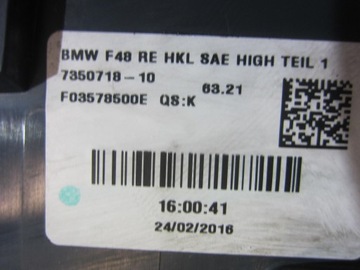 BMW F48 RE HKL SAE HIGH TEIL 1
7350718-10 63.21
F03578500E QS:K
16:00:41
24/02/2016